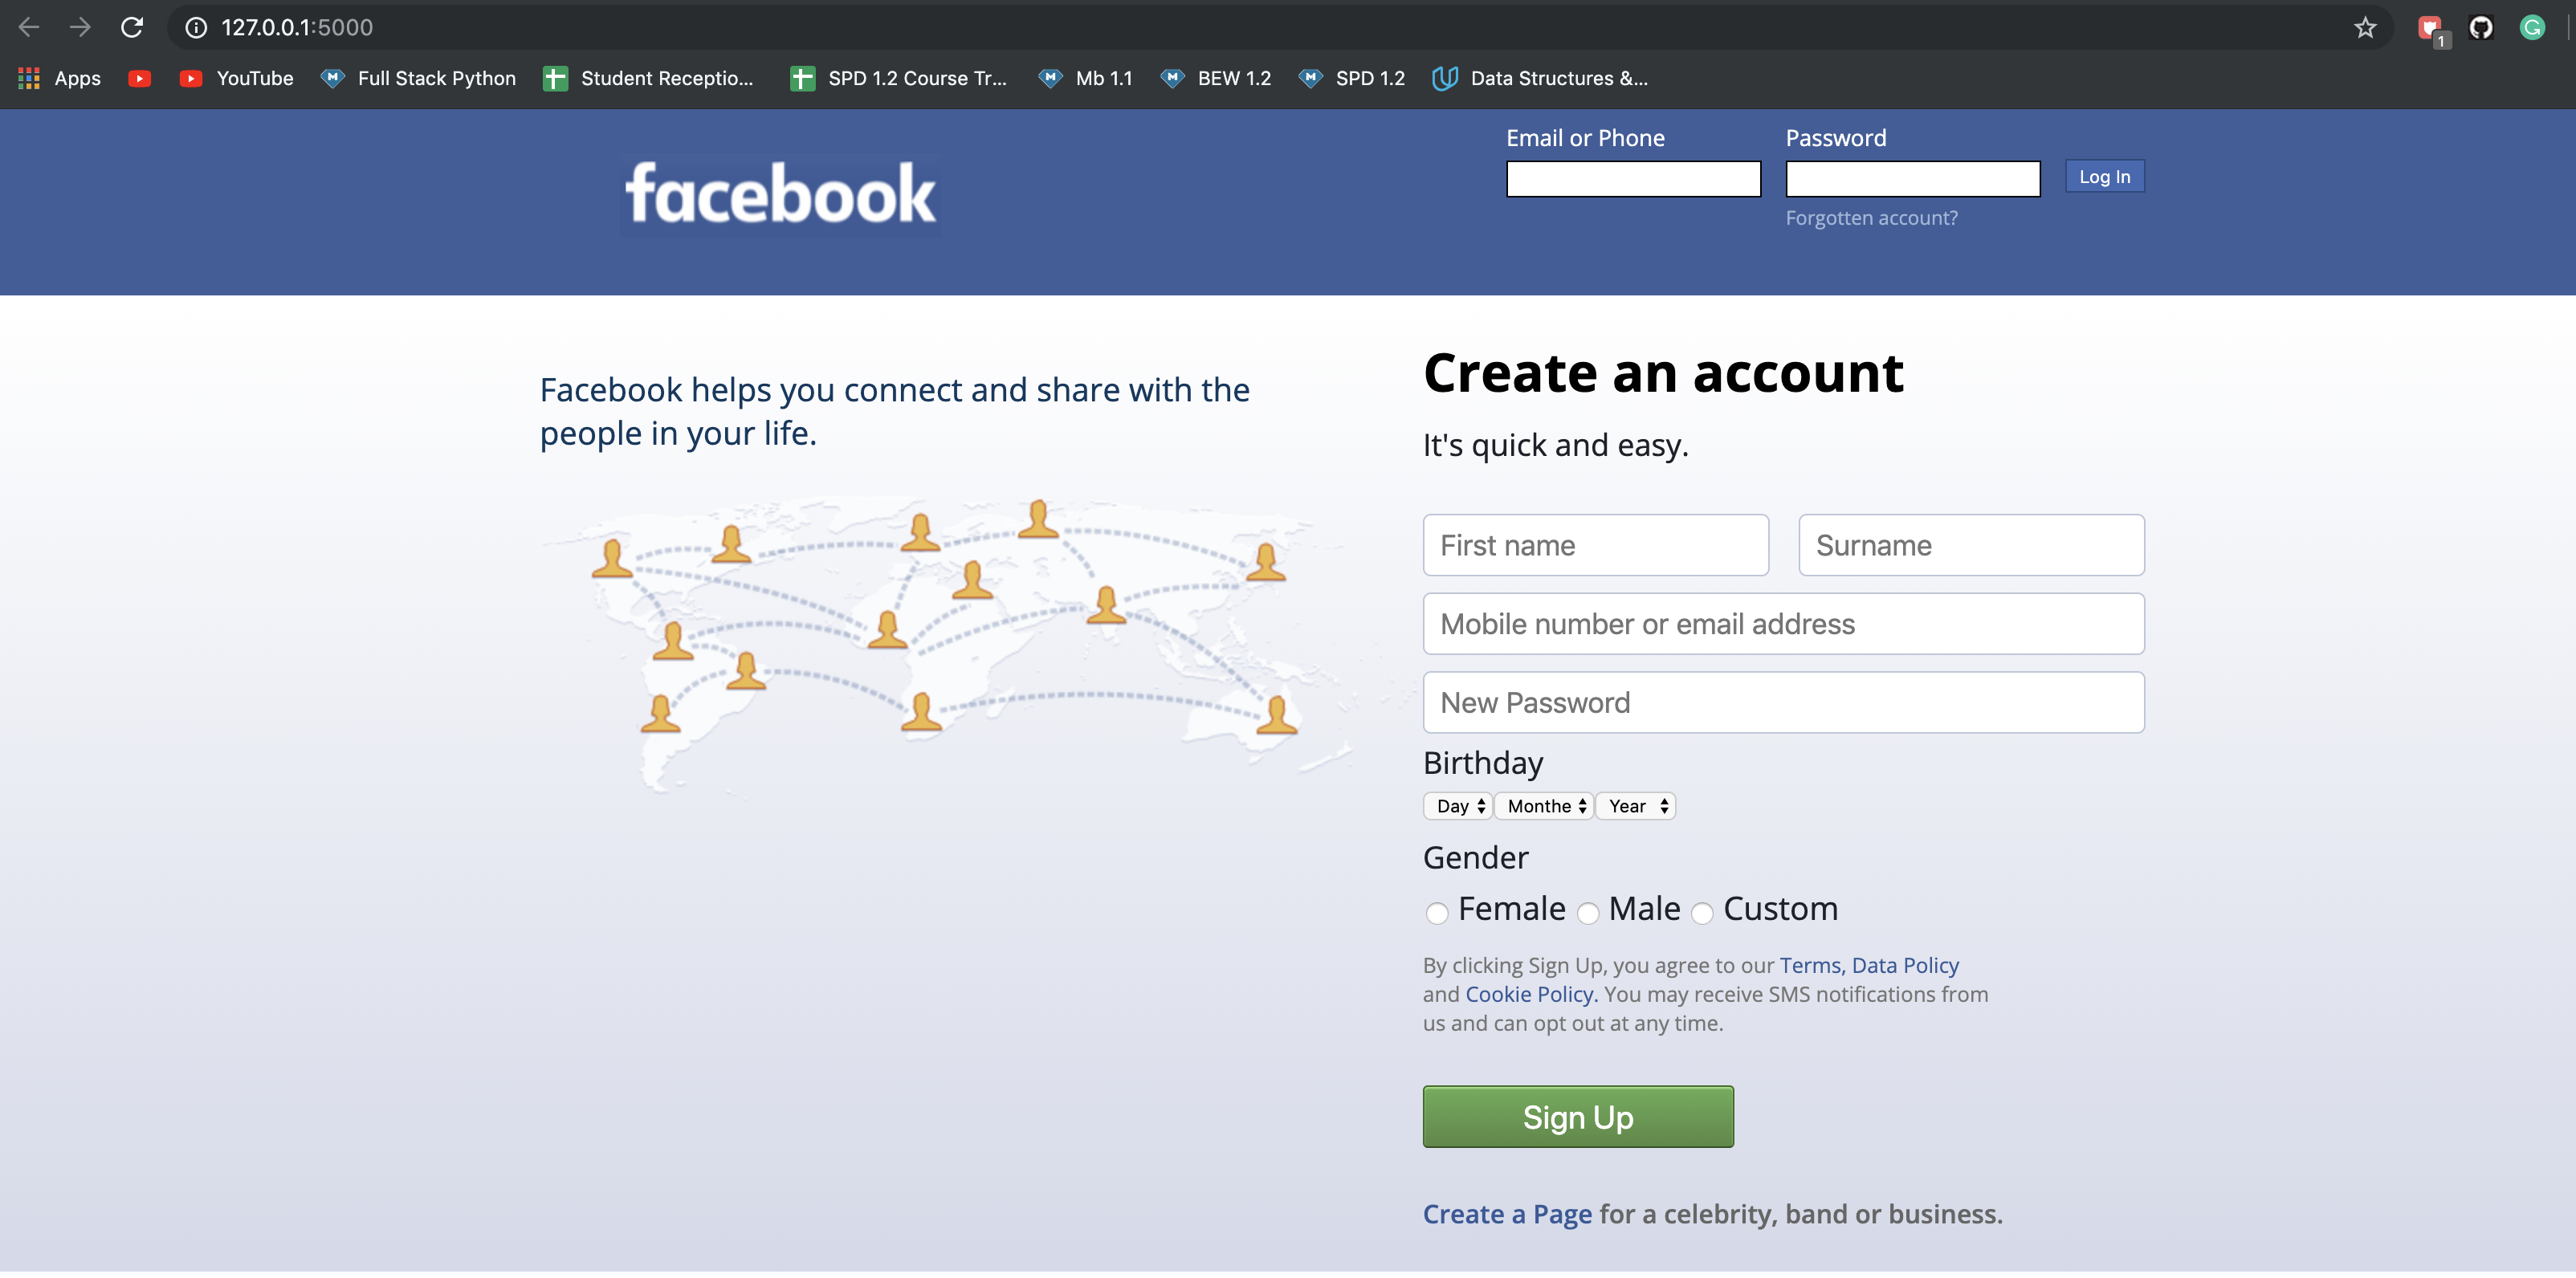 127.0.0.1:5000
1
Apps YouTube Full Stack Python Student Receptio... SPD 1.2 Course Tr... Mb 1.1 BEW 1.2 SPD 1.2 Data Structures &...
Email or Phone Password
facebook
Log In
Forgotten account?
Facebook helps you connect and share with the
people in your life.
Create an account
It's quick and easy.
First name Surname
Mobile number or email address
New Password
Birthday
Day Monthe Year
Gender
Female Male Custom
By clicking Sign Up, you agree to our Terms, Data Policy
and Cookie Policy. You may receive SMS notifications from
us and can opt out at any time.
Sign Up
Create a Page for a celebrity, band or business.